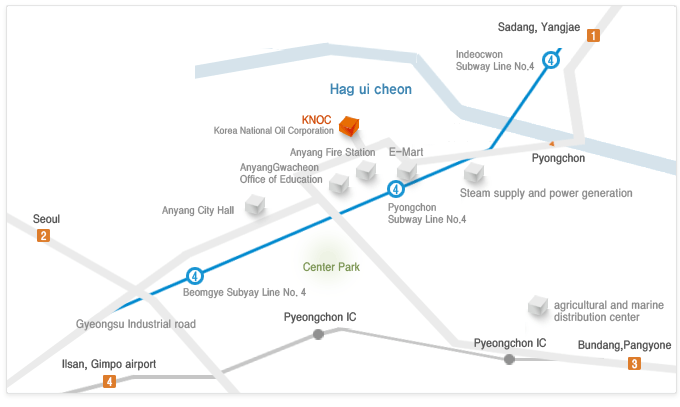 Sadang, Yangjae
1
Indeocwon
Subway Line No.4
4
Hag ui cheon
KNOC
Korea National Oil Corporation
Anyang Fire Station
E-Mart
Pyongchon
AnyangGwacheon
Office of Education
4
Steam supply and power generation
Anyang City Hall
Pyongchon
Subway Line No.4
Seoul
2
Center Park
4
Beomgye Subyay Line No. 4
agricultural and marine
distribution center
Gyeongsu Industrial road
Pyeongchon IC
Pyeongchon IC
Bundang,Pangyone
3
Ilsan, Gimpo airport
4